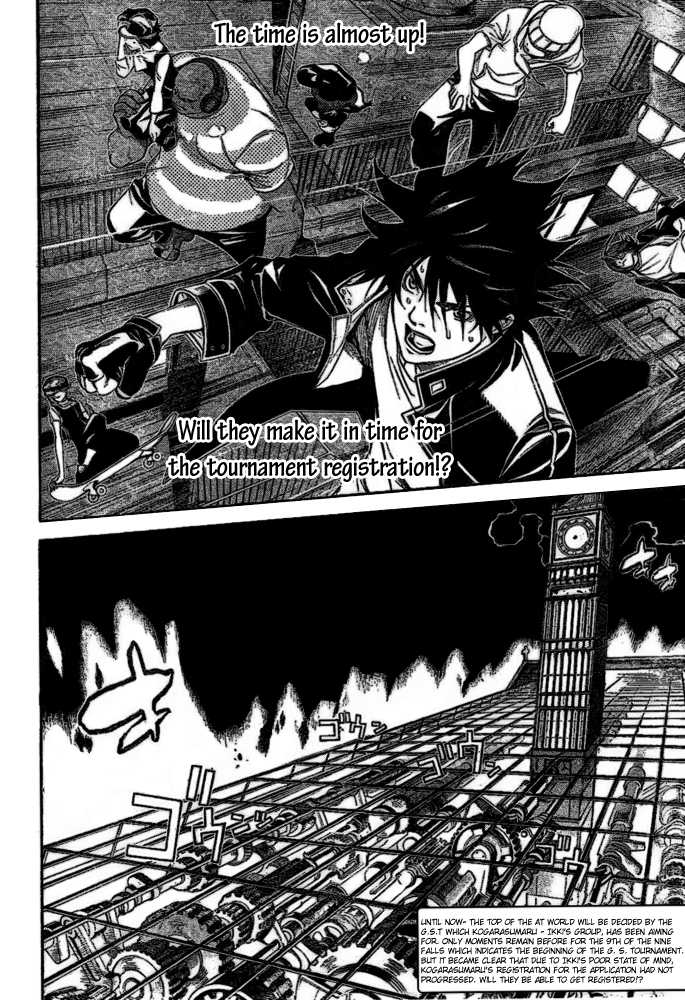 The time is almost up!
Will they make it in time for
the tournament registration!?
ゴウン
ゴウン
ゴウン
UNTIL NOW- THE TOP OF THE AT WORLD WILL BE DECIDED BY THE
G.S.T WHICH KOGARASUMARU - IKKI'S GROUP, HAS BEEN AIMING
FOR. ONLY MOMENTS REMAIN BEFORE FOR THE 9TH OF THE NINE
FALLS WHICH INDICATES THE BEGINNING OF THE G. S. TOURNAMENT.
BUT IT BECAME CLEAR THAT DUE TO IKKI'S POOR STATE OF MIND,
KOGARASUMARU'S REGISTRATION FOR THE APPLICATION HAD NOT
PROGRESSED. WILL THEY BE ABLE TO GET REGISTERED!?